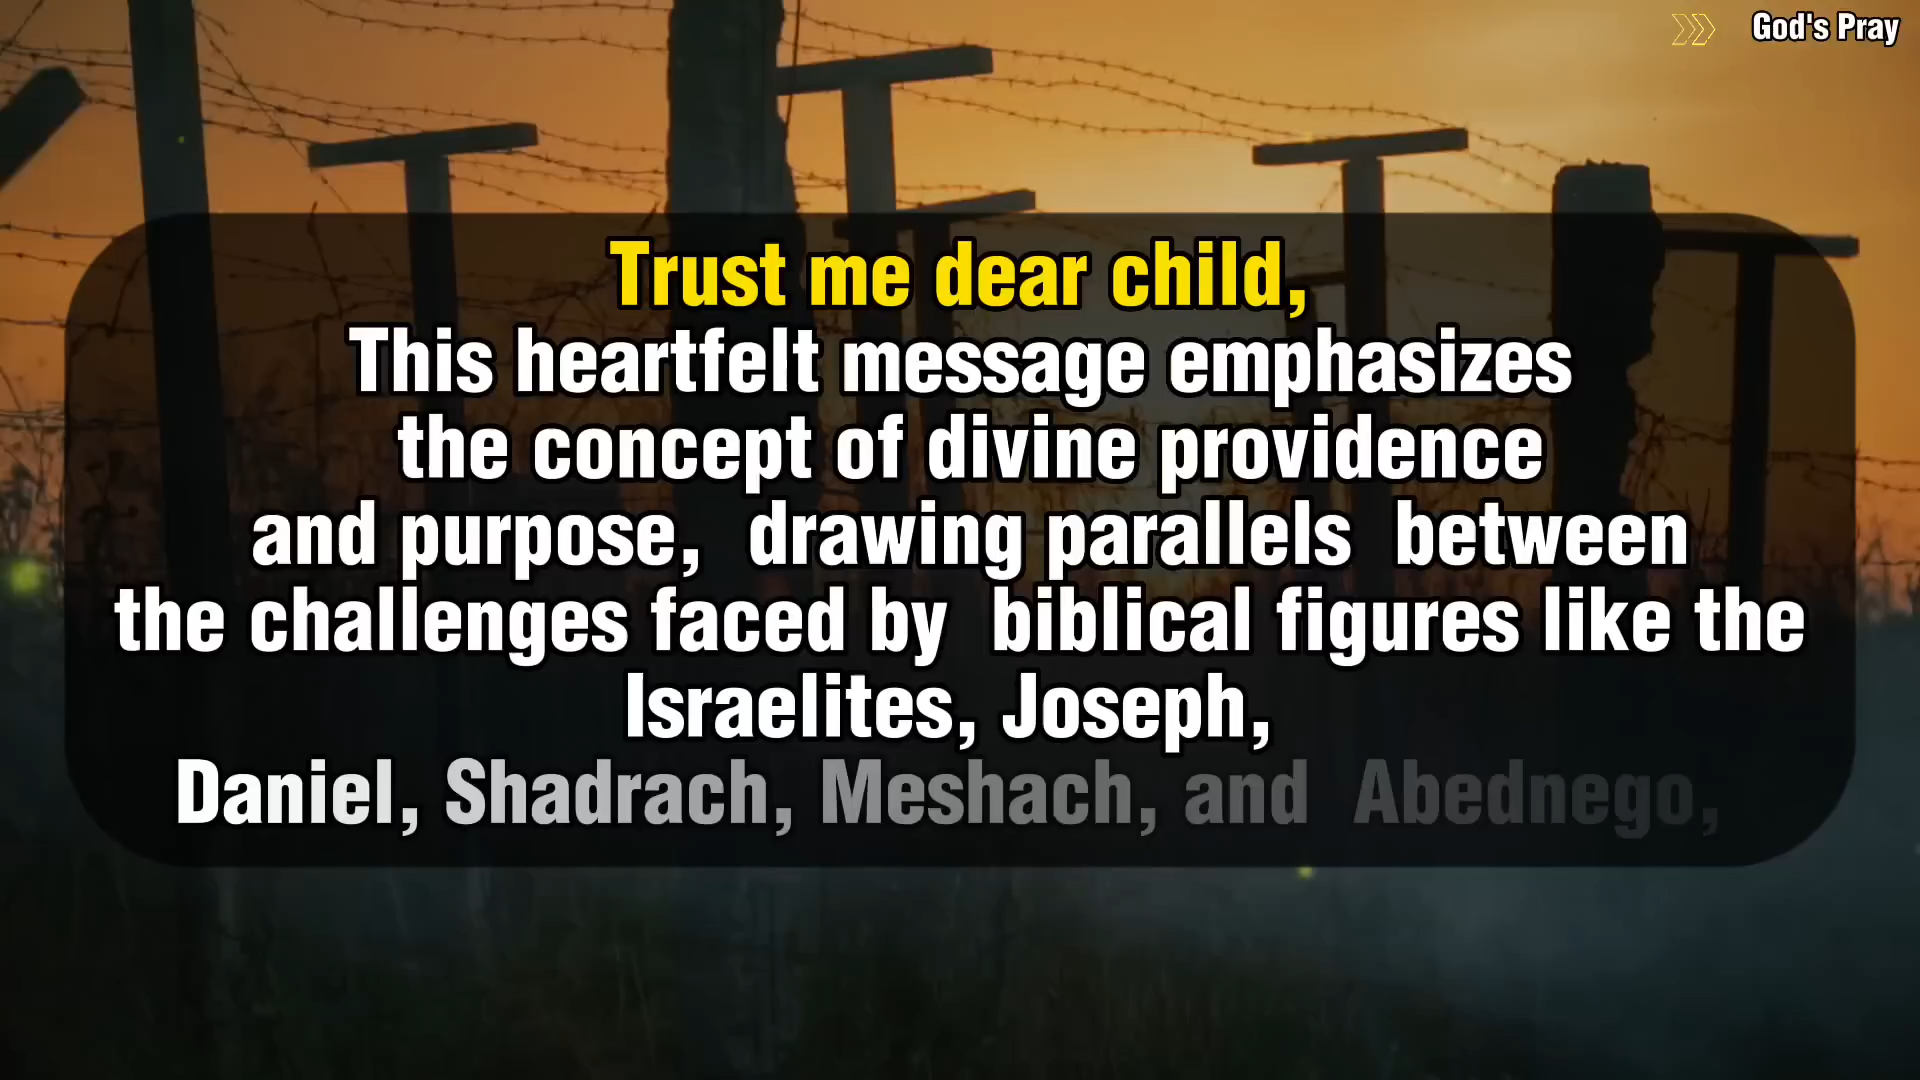 God's Pray
Trust me dear child,
This heartfelt message emphasizes
the concept of divine providence
and purpose, drawing parallels between
the challenges faced by biblical figures like the
Israelites, Joseph,
Daniel, Shadrach, Meshach, and Abednego,